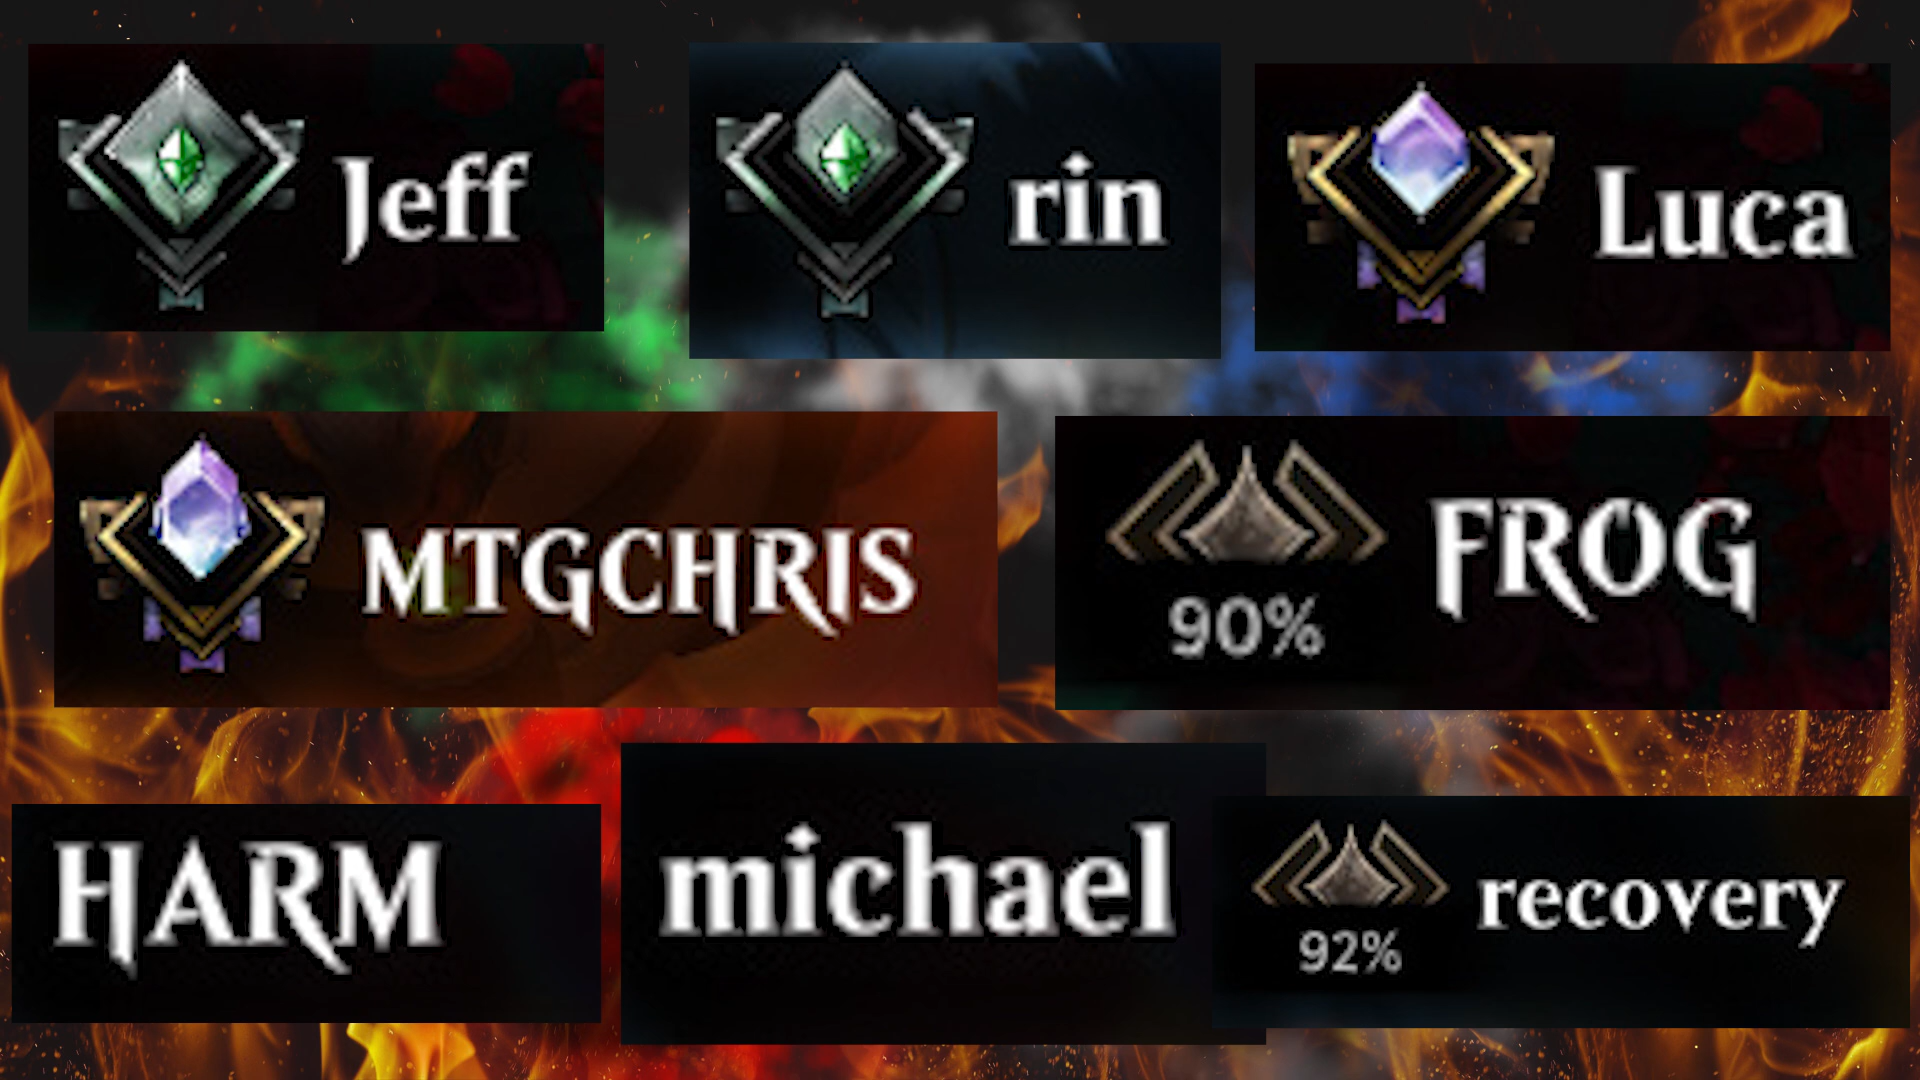 Jeff
rin
Luca
MTGCHRIS
FROG
90%
HARM
michael
recovery
92%